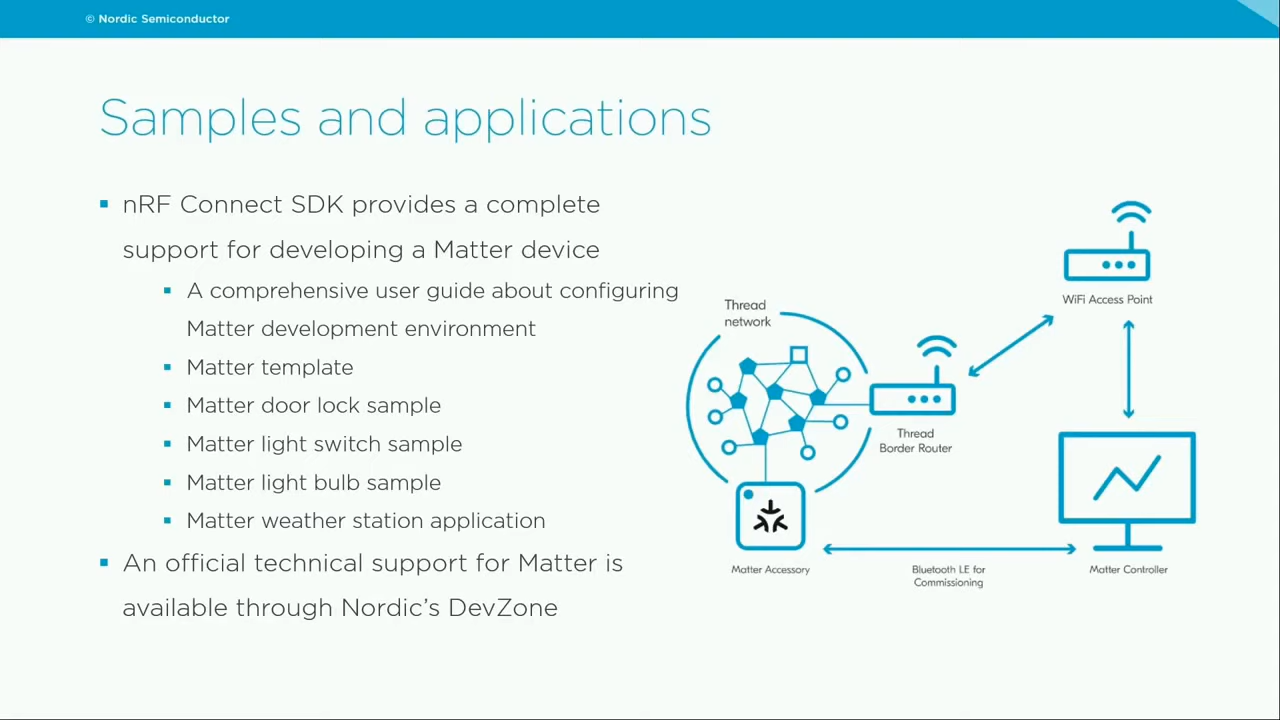 © Nordic Semiconductor
Samples and applications
▪ nRF Connect SDK provides a complete
support for developing a Matter device
▪ A comprehensive user guide about configuring
Matter development environment
▪ Matter template
▪ Matter door lock sample
▪ Matter light switch sample
▪ Matter light bulb sample
▪ Matter weather station application
▪ An official technical support for Matter is
available through Nordic’s DevZone
WiFi Access Point
Thread
network
Thread
Border Router
Matter Accessory
Bluetooth LE for
Commissioning
Matter Controller